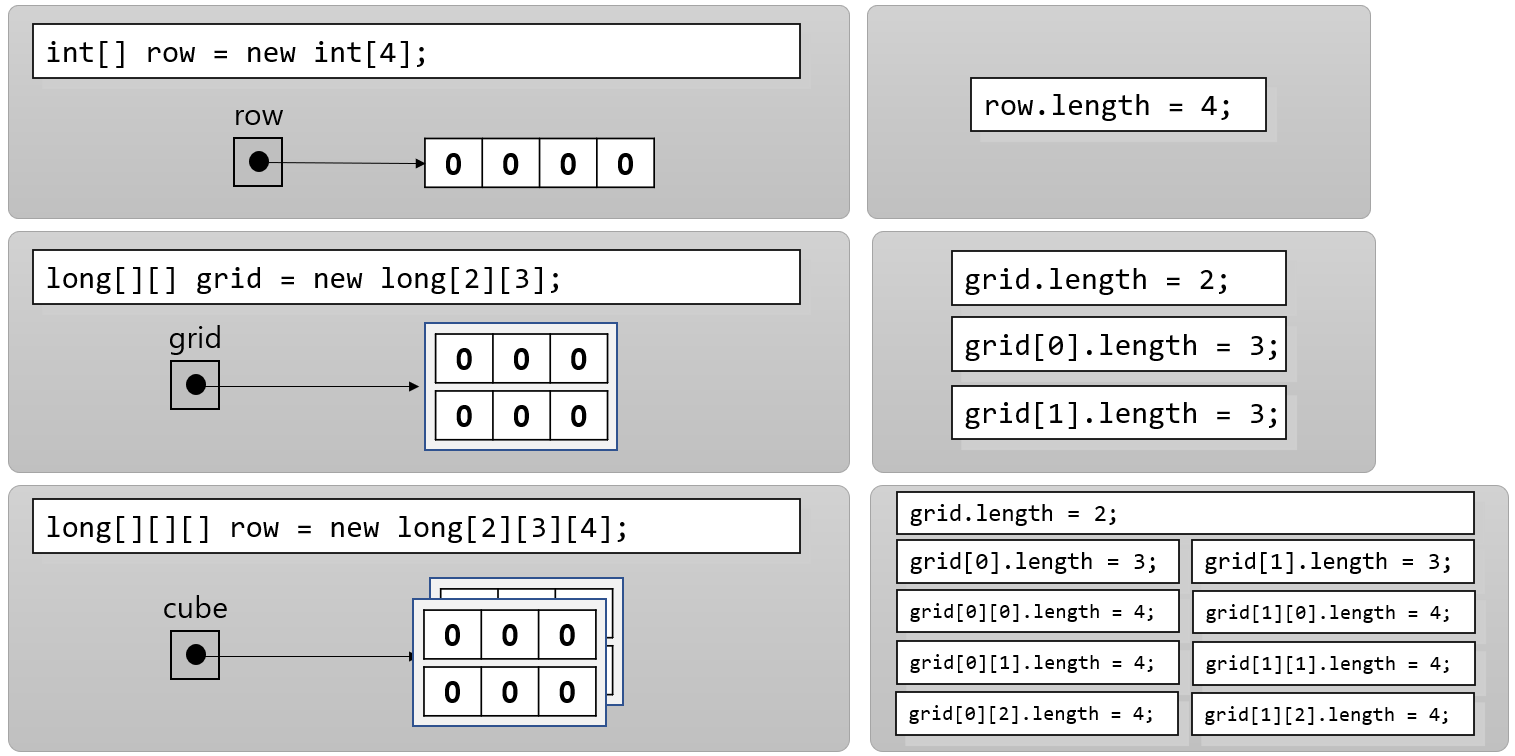 int[] row = new int[4];
row
0 0 0 0
row.length = 4;
long[][] grid = new long[2][3];
grid
0 0 0
0 0 0
grid.length = 2;
grid[0].length = 3;
grid[1].length = 3;
long[][][] row = new long[2][3][4];
cube
0 0 0
0 0 0
grid.length = 2;
grid[0].length = 3;
grid[1].length = 3;
grid[0][0].length = 4;
grid[1][0].length = 4;
grid[0][1].length = 4;
grid[1][1].length = 4;
grid[0][2].length = 4;
grid[1][2].length = 4;